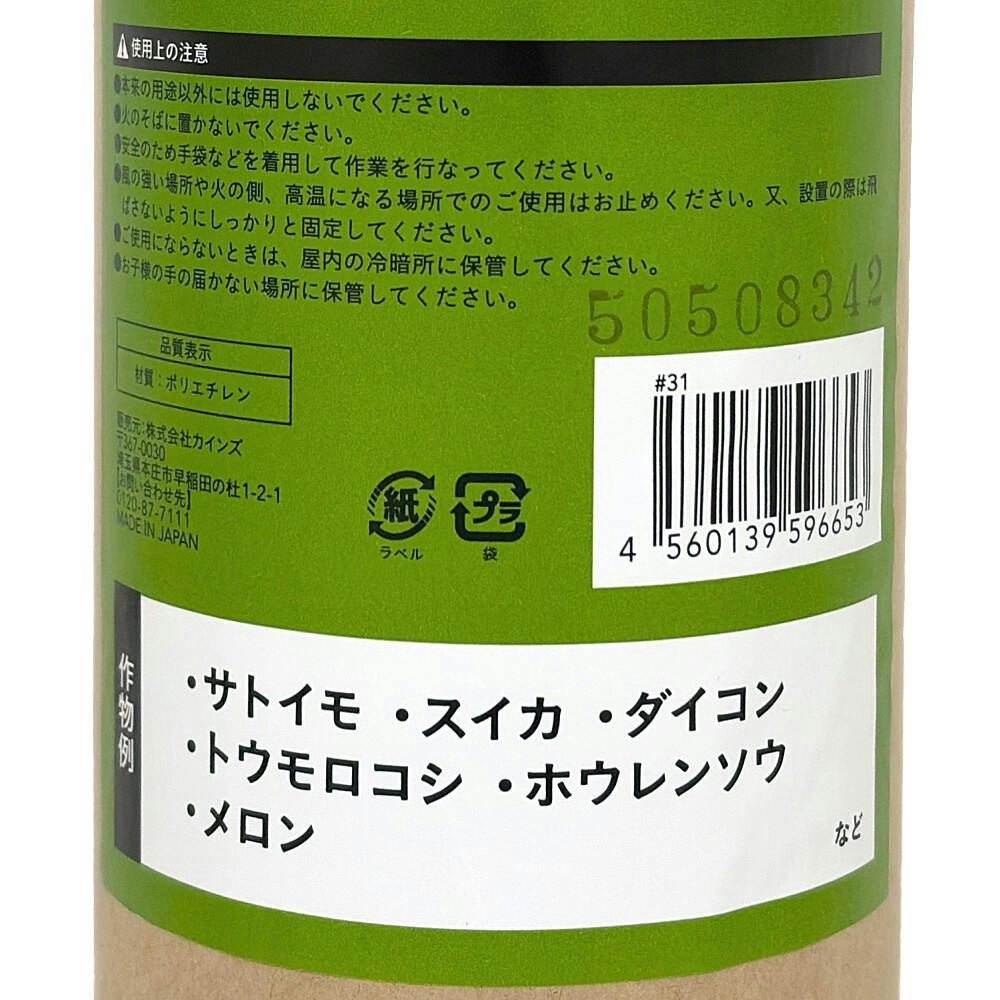 使用上の注意
●本来の用途以外には使用しないでください。
●火のそばに置かないでください。
●安全のため手袋などを着用して作業を行なってください。
●風の強い場所や火の側、高温になる場所でのご使用はお止めください。又、設置の際は飛
ばさないようにしっかりと固定してください。
●ご使用にならないときは、屋内の冷暗所に保管してください。
●お子様の手の届かない場所に保管してください。
50508342
品質表示
材質：ポリエチレン
販売元：株式会社カインズ
〒367-0030
埼玉県本庄市早稲田の杜1-2-1
【お問い合わせ先】
0120-87-7111
MADE IN JAPAN
紙
ラベル
プラ
袋
#31
4 560139 596653
作物例
・サトイモ ・スイカ ・ダイコン
・トウモロコシ ・ホウレンソウ
・メロン
など